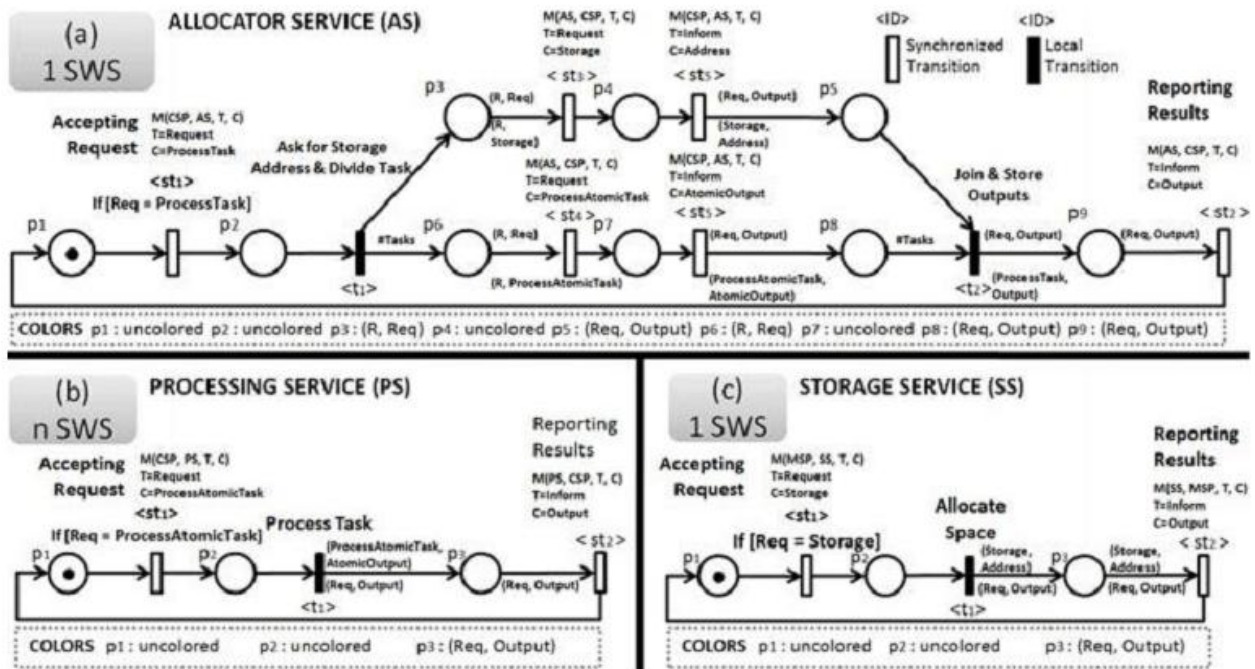 (a)
1 SWS
ALLOCATOR SERVICE (AS)
M(AS, CSP, T, C)
T=Request
C=Storage
< st3>
M(CSP, AS, T, C)
T=Inform
C=Address
< st5>
<ID>
Synchronized
Transition
<ID>
Local
Transition
Accepting
Request
M(CSP, AS, T, C)
T=Request
C=ProcessTask
<st1>
If [Req = ProcessTask]
Ask for Storage
Address & Divide Task
p3
(R, Req)
(R,
Storage)
p4
(Req, Output)
(Storage,
Address)
p5
Reporting
Results
M(AS, CSP, T, C)
T=Inform
C=Output
< st2>
M(AS, CSP, T, C)
T=Request
C=ProcessAtomicTask
< st4>
M(CSP, AS, T, C)
T=Inform
C=AtomicOutput
< st5>
Join & Store
Outputs
p1
p2
<t1>
#Tasks
p6
(R, Req)
(R, ProcessAtomicTask)
p7
(Req, Output)
(ProcessAtomicTask,
AtomicOutput)
p8
#Tasks
<t2>
(Req, Output)
(ProcessTask,
Output)
p9
(Req, Output)
COLORS p1 : uncolored p2 : uncolored p3 : (R, Req) p4 : uncolored p5 : (Req, Output) p6 : (R, Req) p7 : uncolored p8 : (Req, Output) p9 : (Req, Output)
(b)
n SWS
PROCESSING SERVICE (PS)
Accepting
Request
M(CSP, PS, T, C)
T=Request
C=ProcessAtomicTask
<st1>
If [Req = ProcessAtomicTask]
Process Task
Reporting
Results
M(PS, CSP, T, C)
T=Inform
C=Output
< st2>
p1
p2
(ProcessAtomicTask,
AtomicOutput)
(Req, Output)
<t1>
p3
(Req, Output)
COLORS p1 : uncolored p2 : uncolored p3 : (Req, Output)
(c)
1 SWS
STORAGE SERVICE (SS)
Accepting
Request
M(MSP, SS, T, C)
T=Request
C=Storage
<st1>
If [Req = Storage]
Allocate
Space
Reporting
Results
M(SS, MSP, T, C)
T=Inform
C=Output
< st2>
p1
p2
(Storage,
Address)
(Req, Output)
<t1>
p3
(Storage,
Address)
(Req, Output)
COLORS p1 : uncolored p2 : uncolored p3 : (Req, Output)